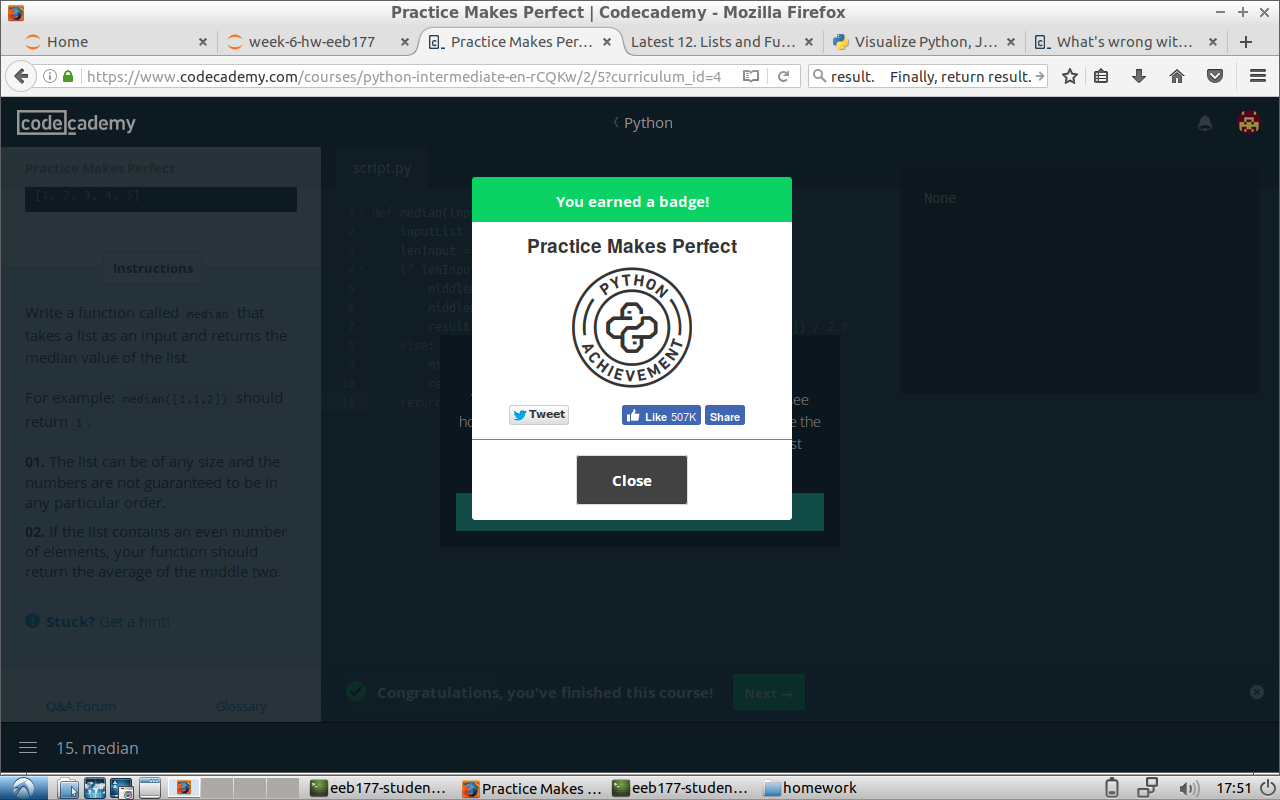 Practice Makes Perfect | Codecademy - Mozilla Firefox
Home
week-6-hw-eeb177
Practice Makes Per...
Latest 12. Lists and Fu...
Visualize Python, J...
What's wrong wit...
https://www.codecademy.com/courses/python-intermediate-en-rCQKw/2/5?curriculum_id=4
result. Finally, return result.
codecademy
Python
Practice Makes Perfect
[1, 2, 3, 4, 5]
Instructions
Write a function called median that
takes a list as an input and returns the
median value of the list.
For example: median([1,1,2]) should
return 1.
01. The list can be of any size and the
numbers are not guaranteed to be in
any particular order.
02. If the list contains an even number
of elements, your function should
return the average of the middle two.
? Stuck? Get a hint!
Q&A Forum
Glossary
script.py
1 def median(inp
2 inputList
3 lenInput =
4 if lenInpu
5 middle
6 middle
7 result ]) / 2.0
8 else:
9 mi
10 re
11 return
None
ee
ho
e the
st
You earned a badge!
Practice Makes Perfect
PYTHON
ACHIEVEMENT
Tweet
Like 507K
Share
Close
Congratulations, you've finished this course!
Next →
15. median
eeb177-studen...
Practice Makes ...
eeb177-studen...
homework
17:51